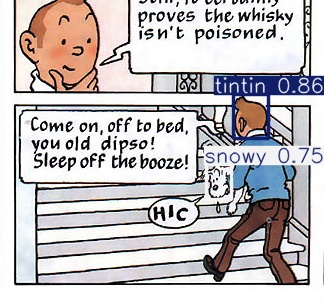 proves the whisky
isn't poisoned.
tintin 0.86
Come on, off to bed,
you old dipso!
Sleep off the booze!
snowy 0.75
HIC